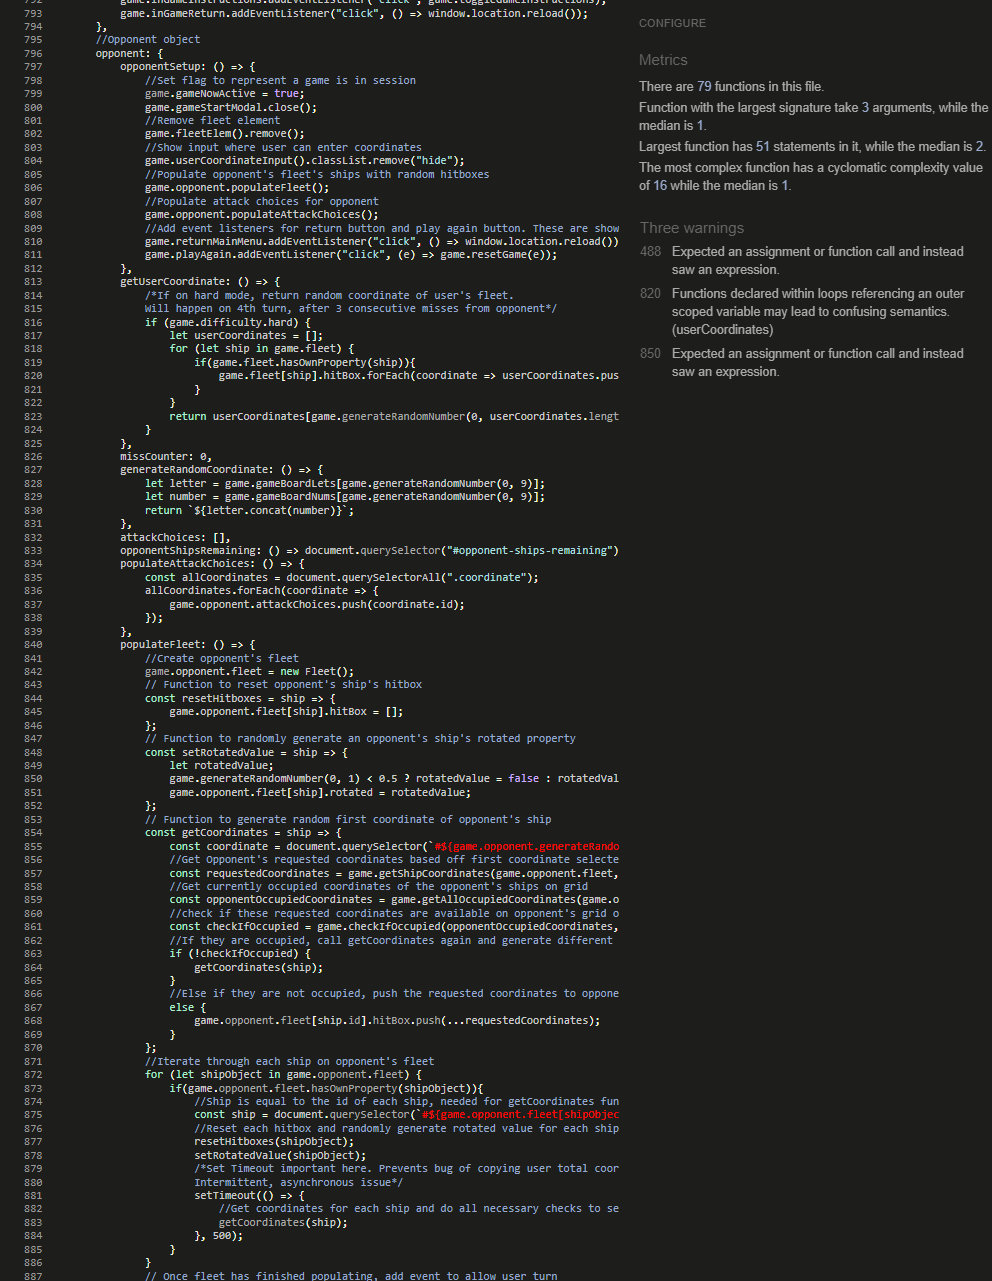 792 game.inGameInstructions.addEventListener("click", game.toggleGameInstructions);
793 game.inGameReturn.addEventListener("click", () => window.location.reload());
794 },
795 //Opponent object
796 opponent: {
797 opponentSetup: () => {
798 //Set flag to represent a game is in session
799 game.gameNowActive = true;
800 game.gameStartModal.close();
801 //Remove fleet element
802 game.fleetElem().remove();
803 //Show input where user can enter coordinates
804 game.userCoordinateInput().classList.remove("hide");
805 //Populate opponent's fleet's ships with random hitboxes
806 game.opponent.populateFleet();
807 //Populate attack choices for opponent
808 game.opponent.populateAttackChoices();
809 //Add event listeners for return button and play again button. These are show
810 game.returnMainMenu.addEventListener("click", () => window.location.reload())
811 game.playAgain.addEventListener("click", (e) => game.resetGame(e));
812 },
813 getUserCoordinate: () => {
814 /*If on hard mode, return random coordinate of user's fleet.
815 Will happen on 4th turn, after 3 consecutive misses from opponent*/
816 if (game.difficulty.hard) {
817 let userCoordinates = [];
818 for (let ship in game.fleet) {
819 if(game.fleet.hasOwnProperty(ship)){
820 game.fleet[ship].hitBox.forEach(coordinate => userCoordinates.pus
821 }
822 }
823 return userCoordinates[game.generateRandomNumber(0, userCoordinates.lengt
824 }
825 },
826 missCounter: 0,
827 generateRandomCoordinate: () => {
828 let letter = game.gameBoardLets[game.generateRandomNumber(0, 9)];
829 let number = game.gameBoardNums[game.generateRandomNumber(0, 9)];
830 return `${letter.concat(number)}`;
831 },
832 attackChoices: [],
833 opponentShipsRemaining: () => document.querySelector("#opponent-ships-remaining")
834 populateAttackChoices: () => {
835 const allCoordinates = document.querySelectorAll(".coordinate");
836 allCoordinates.forEach(coordinate => {
837 game.opponent.attackChoices.push(coordinate.id);
838 });
839 },
840 populateFleet: () => {
841 //Create opponent's fleet
842 game.opponent.fleet = new Fleet();
843 // Function to reset opponent's ship's hitbox
844 const resetHitboxes = ship => {
845 game.opponent.fleet[ship].hitBox = [];
846 };
847 // Function to randomly generate an opponent's ship's rotated property
848 const setRotatedValue = ship => {
849 let rotatedValue;
850 game.generateRandomNumber(0, 1) < 0.5 ? rotatedValue = false : rotatedVal
851 game.opponent.fleet[ship].rotated = rotatedValue;
852 };
853 // Function to generate random first coordinate of opponent's ship
854 const getCoordinates = ship => {
855 const coordinate = document.querySelector(`#${game.opponent.generateRando
856 //Get Opponent's requested coordinates based off first coordinate selecte
857 const requestedCoordinates = game.getShipCoordinates(game.opponent.fleet,
858 //Get currently occupied coordinates of the opponent's ships on grid
859 const opponentOccupiedCoordinates = game.getAllOccupiedCoordinates(game.o
860 //check if these requested coordinates are available on opponent's grid o
861 const checkIfOccupied = game.checkIfOccupied(opponentOccupiedCoordinates,
862 //If they are occupied, call getCoordinates again and generate different
863 if (!checkIfOccupied) {
864 getCoordinates(ship);
865 }
866 //Else if they are not occupied, push the requested coordinates to oppone
867 else {
868 game.opponent.fleet[ship.id].hitBox.push(...requestedCoordinates);
869 }
870 };
871 //Iterate through each ship on opponent's fleet
872 for (let shipObject in game.opponent.fleet) {
873 if(game.opponent.fleet.hasOwnProperty(shipObject)){
874 //Ship is equal to the id of each ship, needed for getCoordinates fun
875 const ship = document.querySelector(`#${game.opponent.fleet[shipObjec
876 //Reset each hitbox and randomly generate rotated value for each ship
877 resetHitboxes(shipObject);
878 setRotatedValue(shipObject);
879 /*Set Timeout important here. Prevents bug of copying user total coor
880 Intermittent, asynchronous issue*/
881 setTimeout(() => {
882 //Get coordinates for each ship and do all necessary checks to se
883 getCoordinates(ship);
884 }, 500);
885 }
886 }
887 // Once fleet has finished populating, add event to allow user turn
CONFIGURE
Metrics
There are 79 functions in this file.
Function with the largest signature take 3 arguments, while the
median is 1.
Largest function has 51 statements in it, while the median is 2.
The most complex function has a cyclomatic complexity value
of 16 while the median is 1.
Three warnings
488 Expected an assignment or function call and instead
saw an expression.
820 Functions declared within loops referencing an outer
scoped variable may lead to confusing semantics.
(userCoordinates)
850 Expected an assignment or function call and instead
saw an expression.